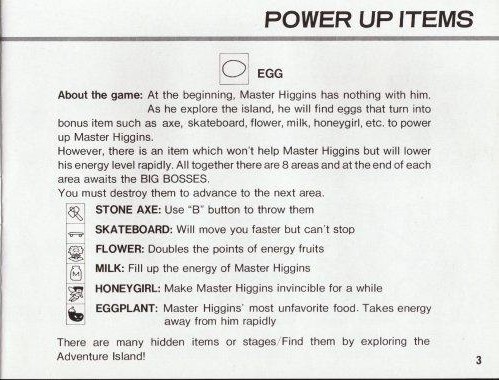 POWER UP ITEMS
EGG
About the game: At the beginning, Master Higgins has nothing with him.
As he explore the island, he will find eggs that turn into
bonus item such as axe, skateboard, flower, milk, honeygirl, etc. to power
up Master Higgins.
However, there is an item which won't help Master Higgins but will lower
his energy level rapidly. All together there are 8 areas and at the end of each
area awaits the BIG BOSSES.
You must destroy them to advance to the next area.
STONE AXE: Use "B" button to throw them
SKATEBOARD: Will move you faster but can't stop
FLOWER: Doubles the points of energy fruits
MILK: Fill up the energy of Master Higgins
HONEYGIRL: Make Master Higgins invincible for a while
EGGPLANT: Master Higgins' most unfavorite food. Takes energy
away from him rapidly
There are many hidden items or stages/Find them by exploring the
Adventure Island!
3